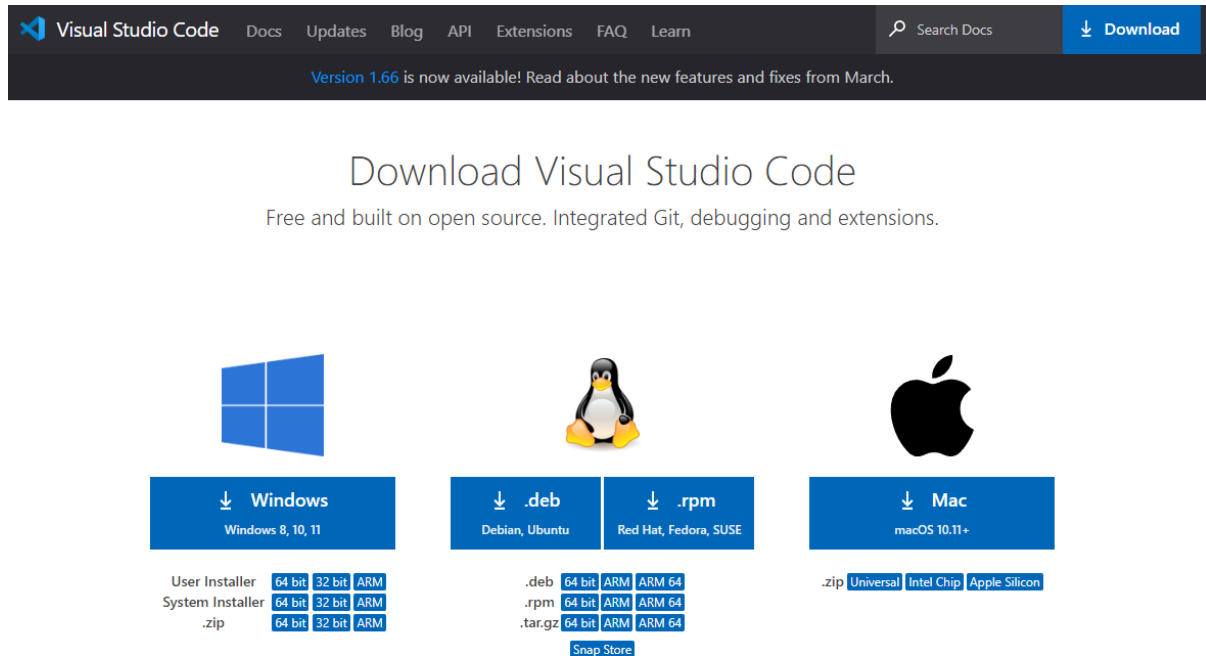 Visual Studio Code Docs Updates Blog API Extensions FAQ Learn Search Docs Download
Version 1.66 is now available! Read about the new features and fixes from March.
Download Visual Studio Code
Free and built on open source. Integrated Git, debugging and extensions.
Windows
Windows 8, 10, 11
User Installer 64 bit 32 bit ARM
System Installer 64 bit 32 bit ARM
.zip 64 bit 32 bit ARM
.deb
Debian, Ubuntu
.rpm
Red Hat, Fedora, SUSE
.deb 64 bit ARM ARM 64
.rpm 64 bit ARM ARM 64
.tar.gz 64 bit ARM ARM 64
Snap Store
Mac
macOS 10.11+
.zip Universal Intel Chip Apple Silicon